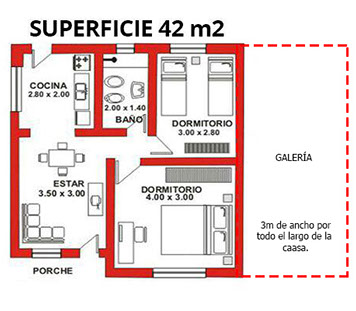 SUPERFICIE 42 m2
COCINA
2.80 x 2.00
2.00 x 1.40
BAÑO
DORMITORIO
3.00 x 2.80
GALERÍA
ESTAR
3.50 x 3.00
DORMITORIO
4.00 x 3.00
3m de ancho por
todo el largo de la
caasa.
PORCHE